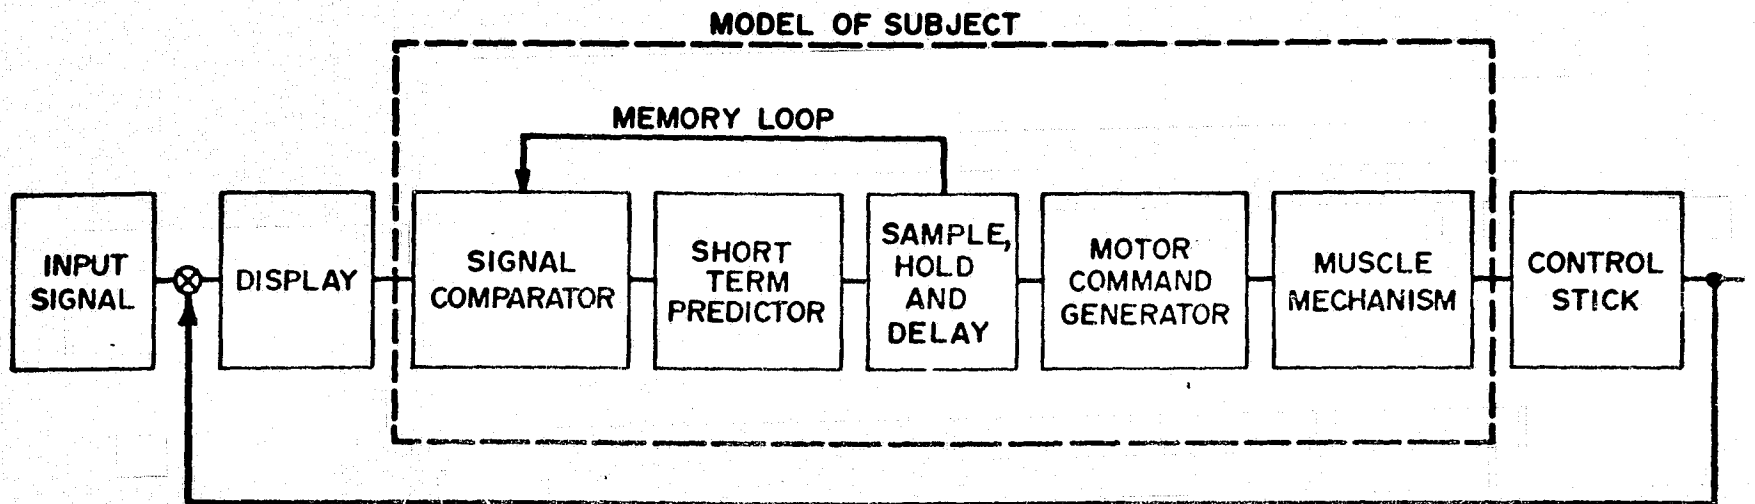 MODEL OF SUBJECT
MEMORY LOOP
INPUT
SIGNAL
DISPLAY
SIGNAL
COMPARATOR
SHORT
TERM
PREDICTOR
SAMPLE,
HOLD
AND
DELAY
MOTOR
COMMAND
GENERATOR
MUSCLE
MECHANISM
CONTROL
STICK